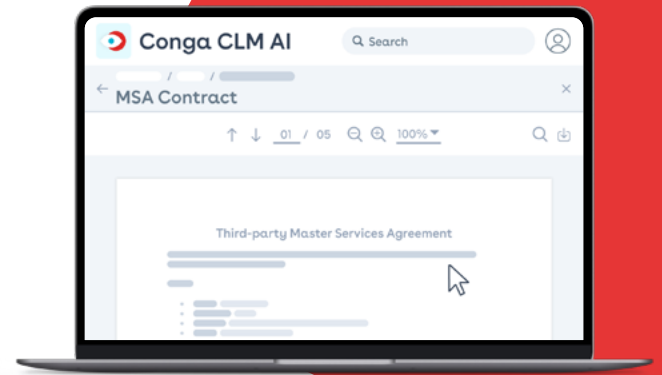 Conga CLM AI
Search
/ /
MSA Contract
01 / 05 100%
Third-party Master Services Agreement